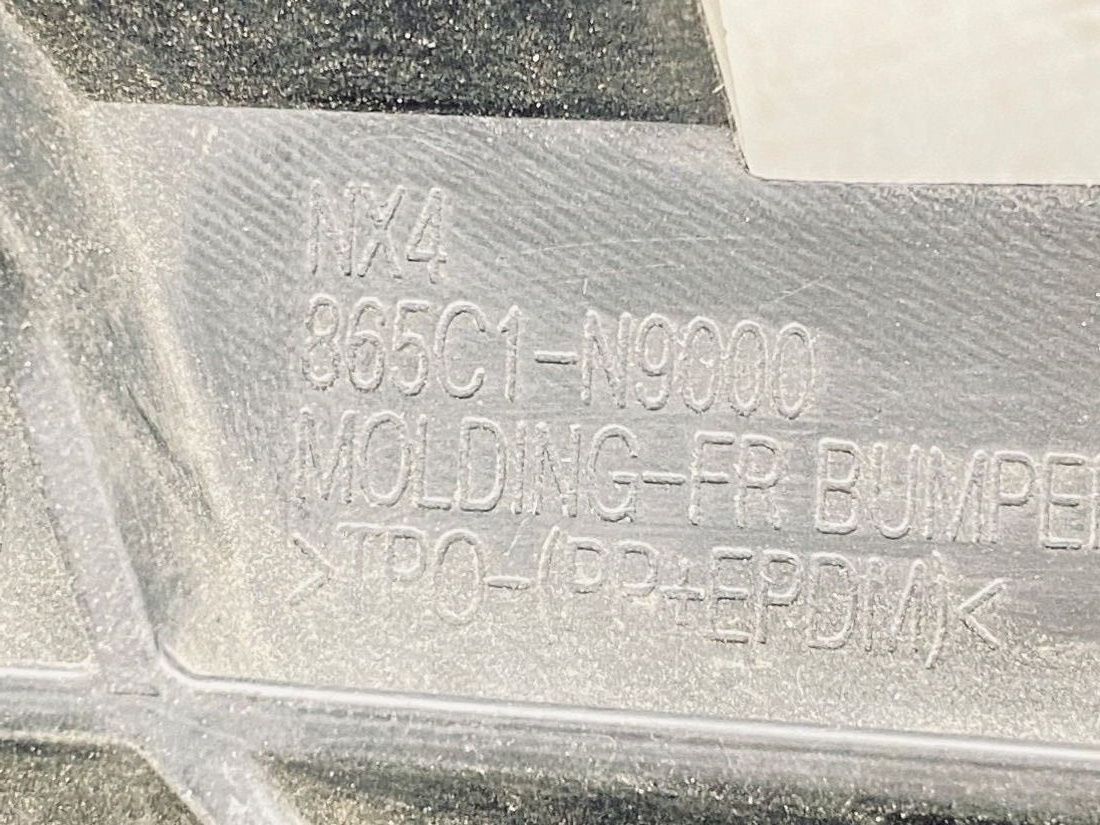 NX4
865C1-N9000
MOLDING-FR BUMPER
>TPO-(PP+EPDM)<